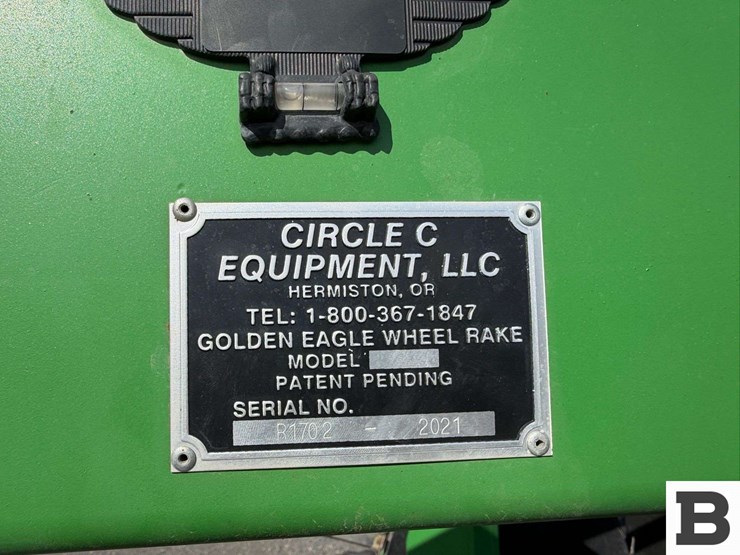 CIRCLE C
EQUIPMENT, LLC
HERMISTON, OR
TEL: 1-800-367-1847
GOLDEN EAGLE WHEEL RAKE
MODEL
PATENT PENDING
SERIAL NO.
R1702 - 2021
B